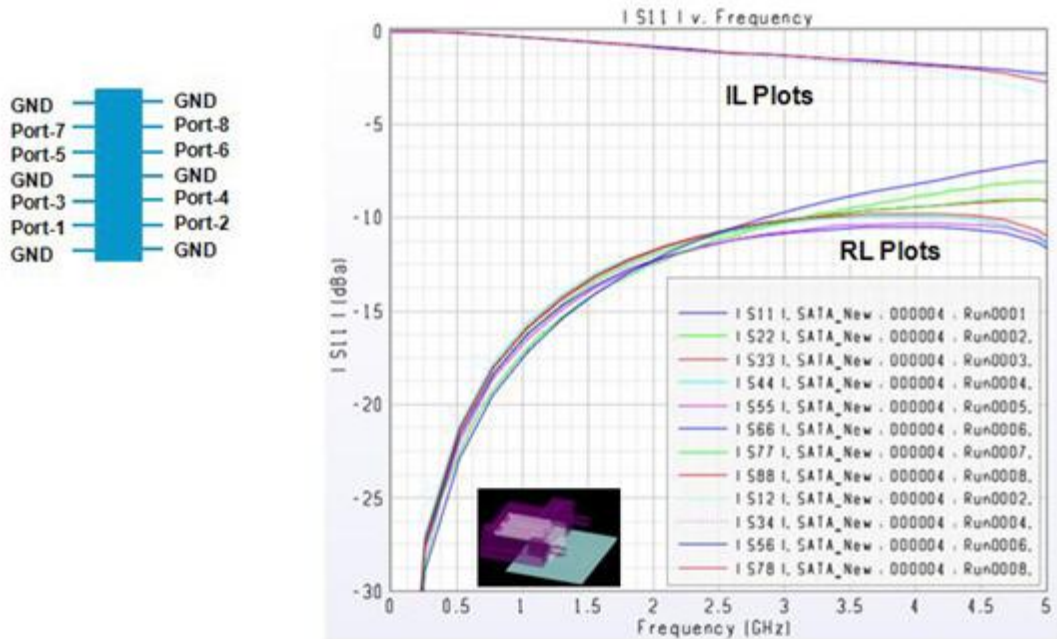 GND
Port-7
Port-5
GND
Port-3
Port-1
GND
GND
Port-8
Port-6
GND
Port-4
Port-2
GND
| S11 | v. Frequency
IL Plots
RL Plots
| S11 | (dBa)
0
-5
-10
-15
-20
-25
-30
| S11 |, SATA_New . 000004 . Run0001
| S22 |, SATA_New . 000004 . Run0002,
| S33 |, SATA_New . 000004 . Run0003,
| S44 |, SATA_New . 000004 . Run0004,
| S55 |, SATA_New . 000004 . Run0005,
| S66 |, SATA_New . 000004 . Run0006,
| S77 |, SATA_New . 000004 . Run0007,
| S88 |, SATA_New . 000004 . Run0008,
| S12 |, SATA_New . 000004 . Run0002,
| S34 |, SATA_New . 000004 . Run0004,
| S56 |, SATA_New . 000004 . Run0006,
| S78 |, SATA_New . 000004 . Run0008,
0 0.5 1 1.5 2 2.5 3 3.5 4 4.5 5
Frequency (GHz)